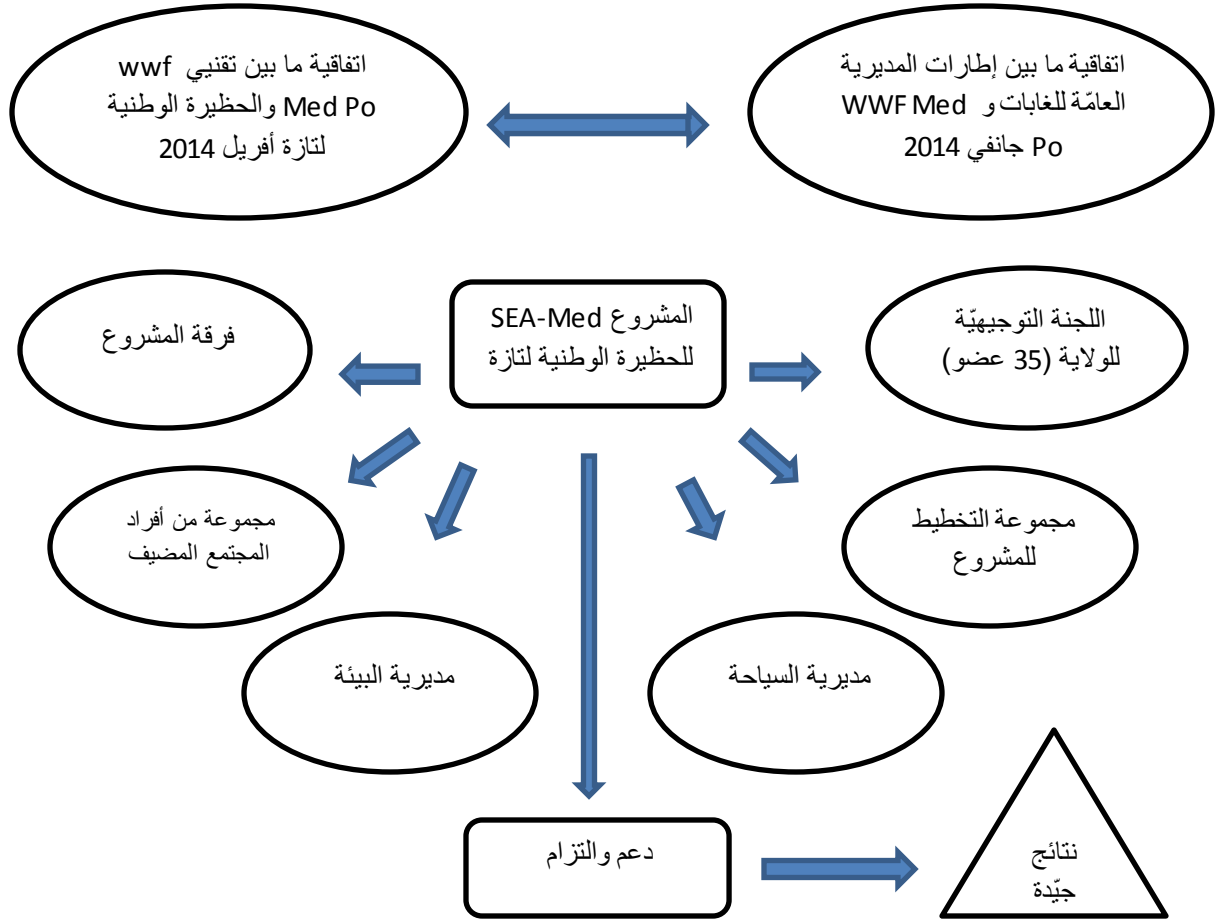 اتفاقية ما بين إطارات المديرية
العامّة للغابات و WWF Med
Po جانفي 2014
اتفاقية ما بين تقنيي wwf
Med Po والحظيرة الوطنية
لتازة أفريل 2014
اللجنة التوجيهيّة
للولاية (35 عضو)
المشروع SEA-Med
للحظيرة الوطنية لتازة
فرقة المشروع
مجموعة التخطيط
للمشروع
مجموعة من أفراد
المجتمع المضيف
مديرية السياحة
مديرية البيئة
دعم والتزام
نتائج
جيّدة